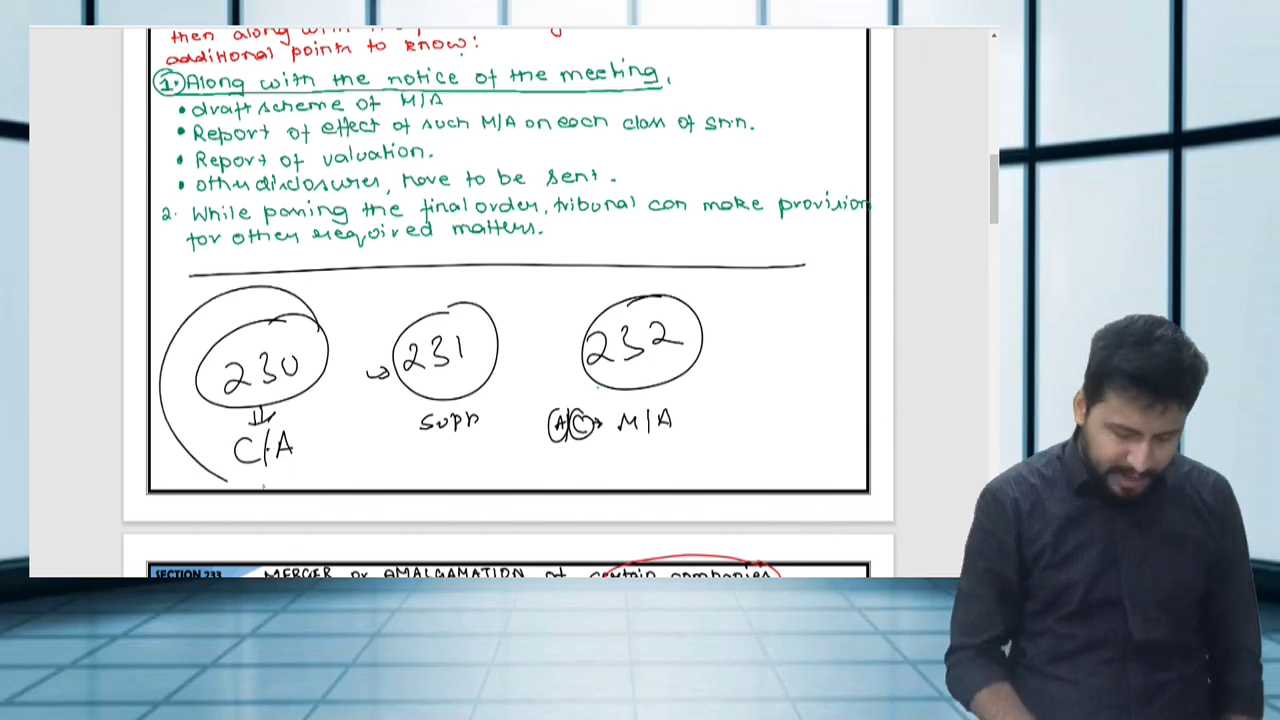 then along with
additional points to know:
1. Along with the notice of the meeting,
• draft scheme of M/A
• Report of effect of such M/A on each class of SHH.
• Report of valuation.
• other disclosures, have to be sent.
2. While passing the final order, tribunal can make provision
for other required matters.
230 231 232
C/A supp A/C M/A
SECTION 233 MERGER or AMALGAMATION of certain companies